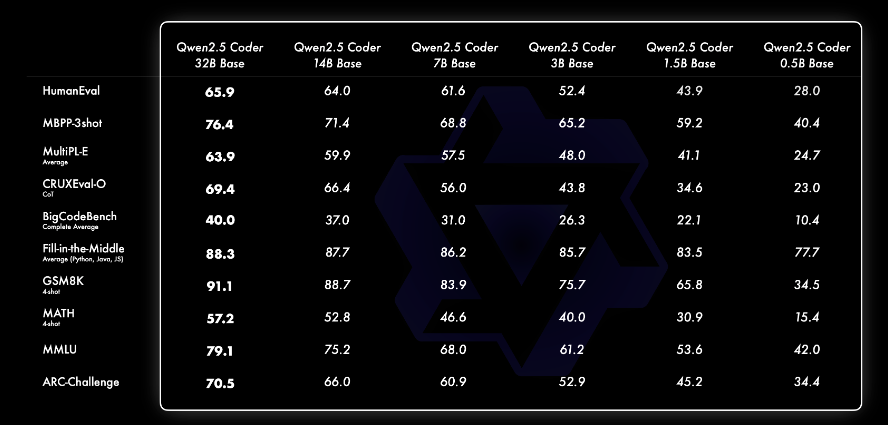 Qwen2.5 Coder 32B Base Qwen2.5 Coder 14B Base Qwen2.5 Coder 7B Base Qwen2.5 Coder 3B Base Qwen2.5 Coder 1.5B Base Qwen2.5 Coder 0.5B Base
HumanEval 65.9 64.0 61.6 52.4 43.9 28.0
MBPP-3shot 76.4 71.4 68.8 65.2 59.2 40.4
MultiPL-E 63.9 59.9 57.5 48.0 41.1 24.7
Average
CRUXEval-O 69.4 66.4 56.0 43.8 34.6 23.0
CoT
BigCodeBench 40.0 37.0 31.0 26.3 22.1 10.4
Complete Average
Fill-in-the-Middle 88.3 87.7 86.2 85.7 83.5 77.7
Average (Python, Java, JS)
GSM8K 91.1 88.7 83.9 75.7 65.8 34.5
4-shot
MATH 57.2 52.8 46.6 40.0 30.9 15.4
4-shot
MMLU 79.1 75.2 68.0 61.2 53.6 42.0
ARC-Challenge 70.5 66.0 60.9 52.9 45.2 34.4